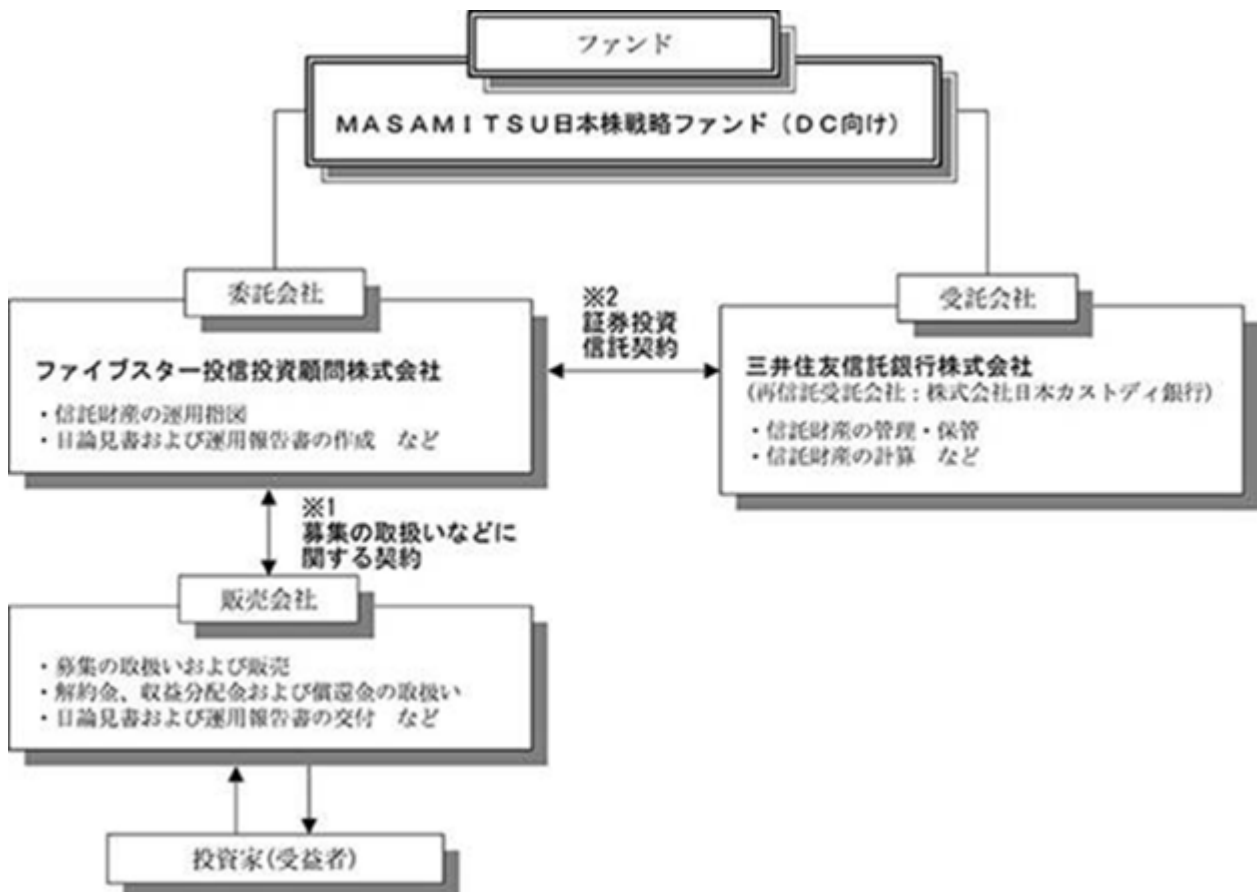 ファンド
MASAMITSU日本株戦略ファンド（DC向け）
委託会社
ファイブスター投信投資顧問株式会社
・信託財産の運用指図
・目論見書および運用報告書の作成　など
※2
証券投資
信託契約
受託会社
三井住友信託銀行株式会社
(再信託受託会社：株式会社日本カストディ銀行)
・信託財産の管理・保管
・信託財産の計算　など
※1
募集の取扱いなどに
関する契約
販売会社
・募集の取扱いおよび販売
・解約金、収益分配金および償還金の取扱い
・目論見書および運用報告書の交付　など
投資家(受益者)